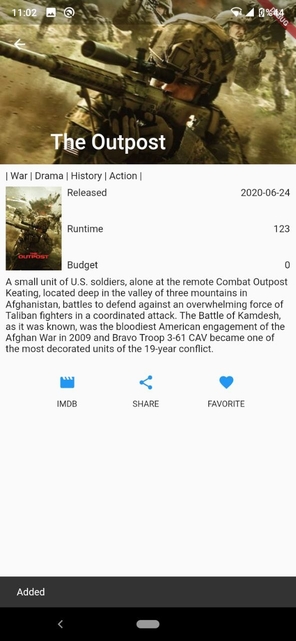 11:02
%44
The Outpost
| War | Drama | History | Action |
OUTPOST
Released 2020-06-24
Runtime 123
Budget 0
A small unit of U.S. soldiers, alone at the remote Combat Outpost
Keating, located deep in the valley of three mountains in
Afghanistan, battles to defend against an overwhelming force of
Taliban fighters in a coordinated attack. The Battle of Kamdesh,
as it was known, was the bloodiest American engagement of the
Afghan War in 2009 and Bravo Troop 3-61 CAV became one of
the most decorated units of the 19-year conflict.
IMDB SHARE FAVORITE
Added